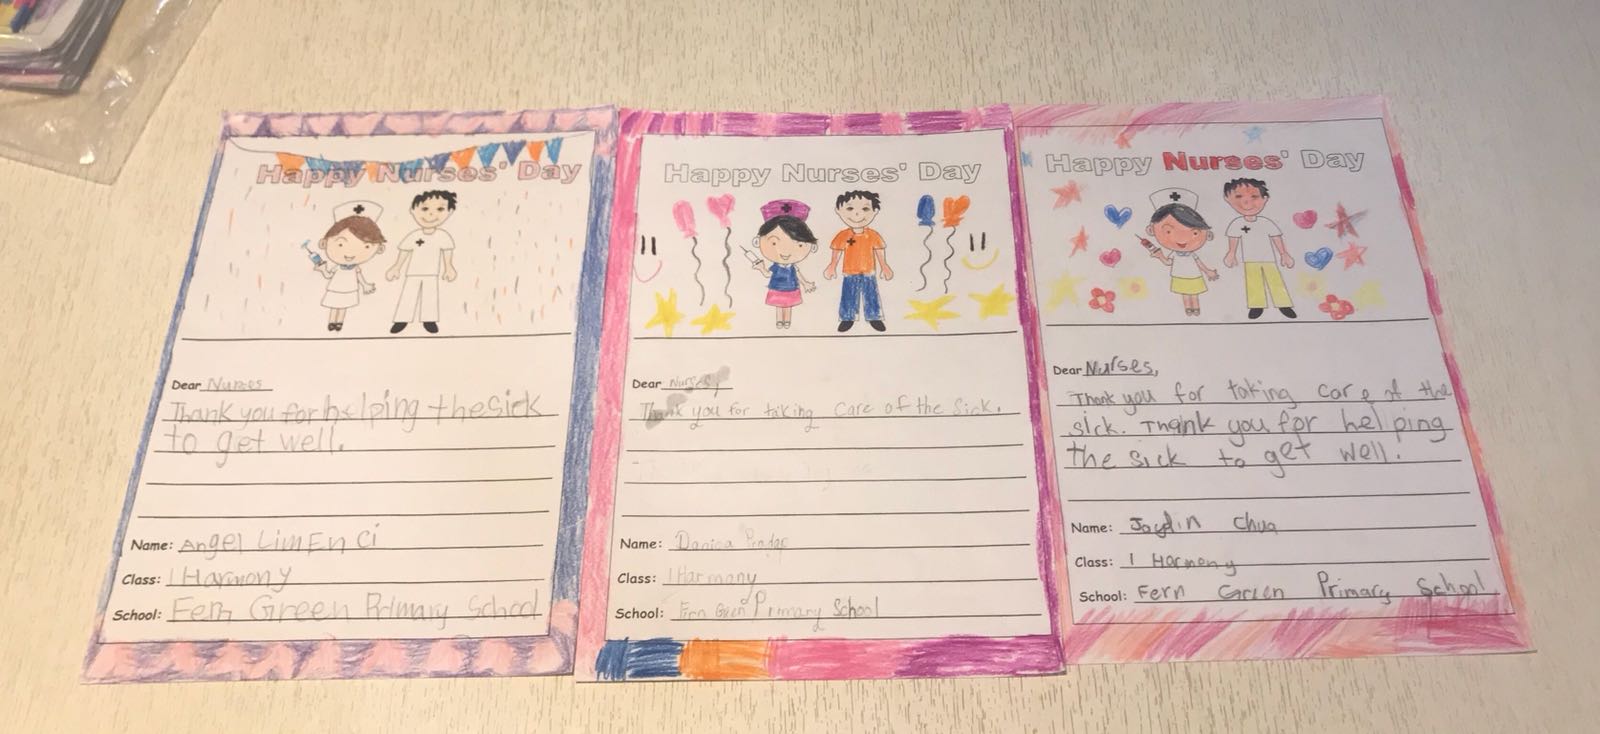 Happy Nurses' Day
Dear Nurses
Thank you for helping the sick
to get well.
Name: Angel Lim En Ci
Class: 1 Harmony
School: Fern Green Primary School
Happy Nurses' Day
Dear Nurses,
Thank you for taking care of the sick.
Name: Danica
Class: 1 Harmony
School: Fern Green Primary School
Happy Nurses' Day
Dear Nurses,
Thank you for taking care of the
sick. Thank you for helping
the sick to get well.
Name: Jaydin Chua
Class: 1 Harmony
School: Fern Green Primary School